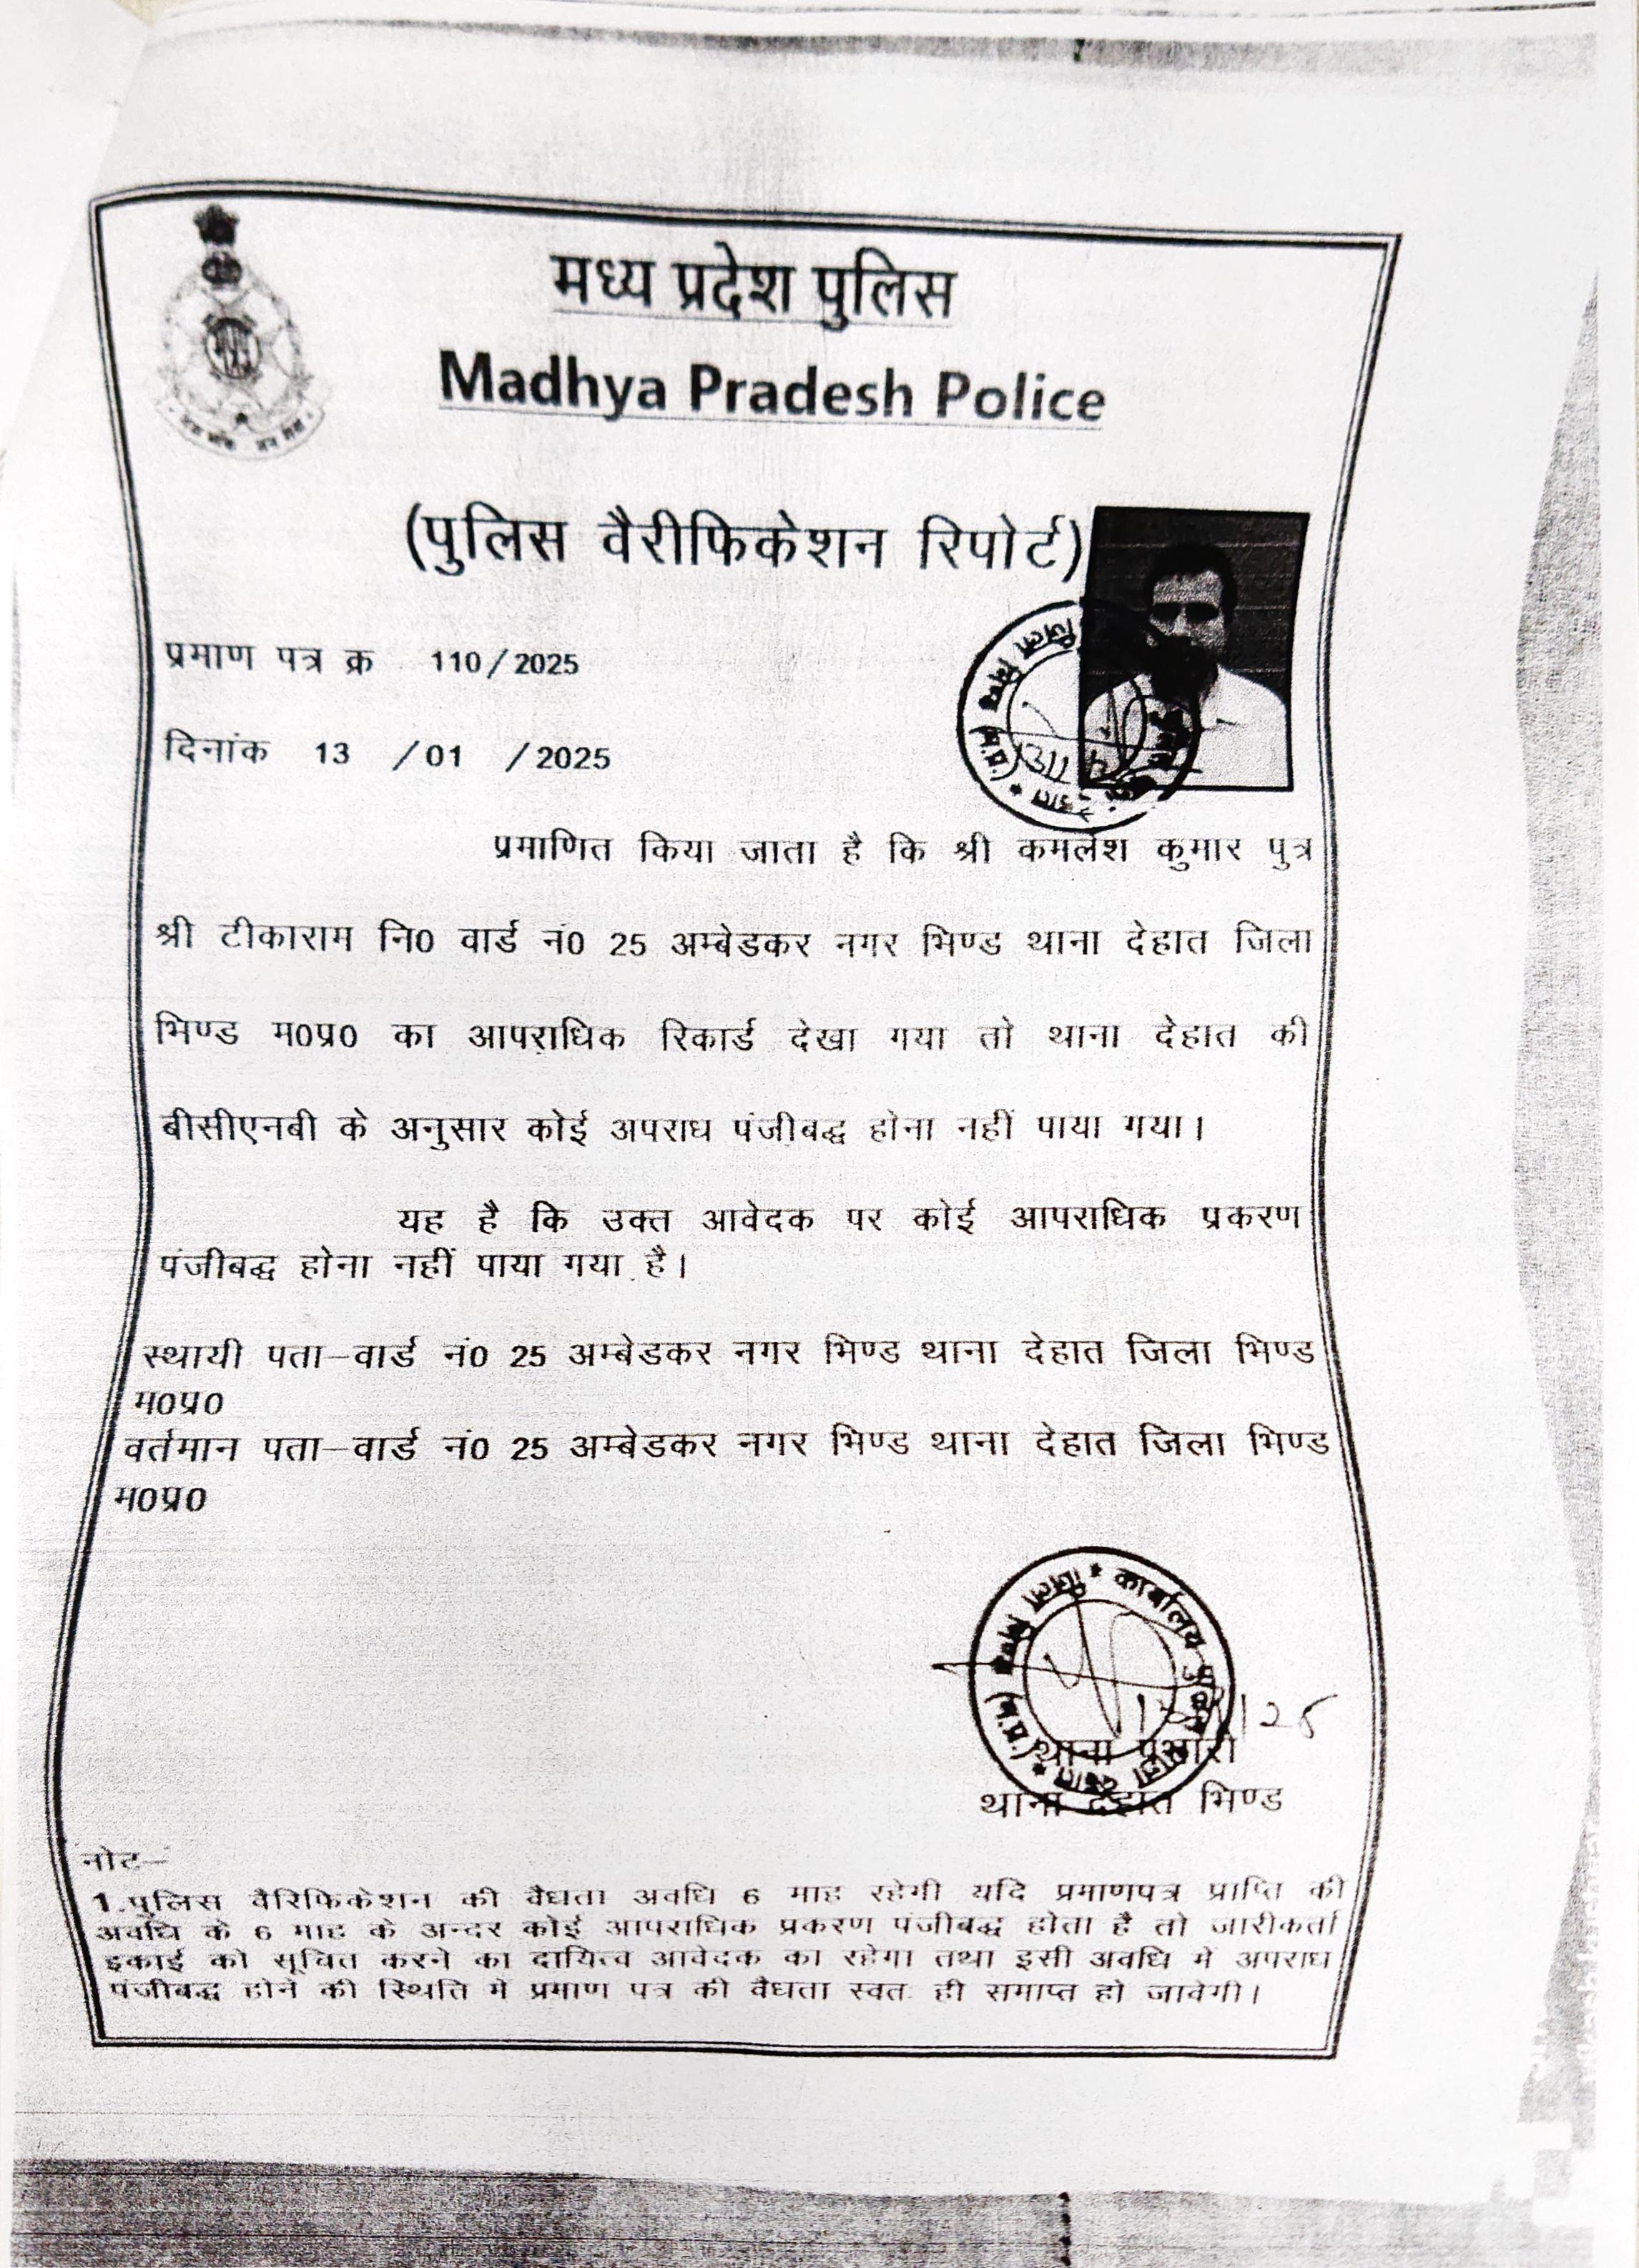 मध्य प्रदेश पुलिस
Madhya Pradesh Police
(पुलिस वैरीफिकेशन रिपोर्ट)
प्रमाण पत्र क्र 110/2025
दिनांक 13 /01 /2025
प्रमाणित किया जाता है कि श्री कमलेश कुमार पुत्र
श्री टीकाराम नि0 वार्ड नं0 25 अम्बेडकर नगर भिण्ड थाना देहात जिला
भिण्ड म0प्र0 का आपराधिक रिकार्ड देखा गया तो थाना देहात की
बीसीएनबी के अनुसार कोई अपराध पंजीबद्ध होना नहीं पाया गया।
यह है कि उक्त आवेदक पर कोई आपराधिक प्रकरण
पंजीबद्ध होना नहीं पाया गया है।
स्थायी पता–वार्ड नं0 25 अम्बेडकर नगर भिण्ड थाना देहात जिला भिण्ड
म0प्र0
वर्तमान पता–वार्ड नं0 25 अम्बेडकर नगर भिण्ड थाना देहात जिला भिण्ड
म0प्र0
कार्यालय जिला भिण्ड (म.प्र.)
थाना प्रभारी
थाना देहात भिण्ड
नोट–
1.पुलिस वैरिफिकेशन की वैधता अवधि 6 माह रहेगी यदि प्रमाणपत्र प्राप्ति की
अवधि के 6 माह के अन्दर कोई आपराधिक प्रकरण पंजीबद्ध होता है तो जारीकर्ता
इकाई को सूचित करने का दायित्व आवेदक का रहेगा तथा इसी अवधि में अपराध
पंजीबद्ध होने की स्थिति में प्रमाण पत्र की वैधता स्वतः ही समाप्त हो जावेगी।